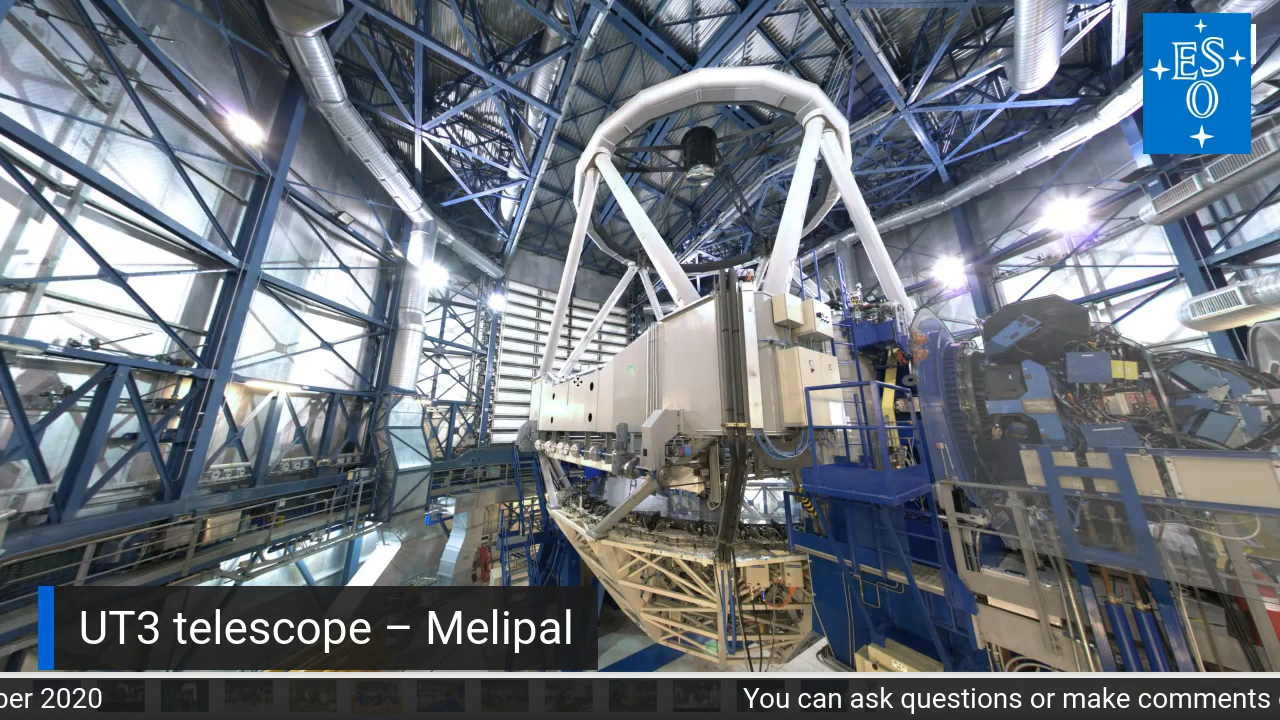 ESO
UT3 telescope – Melipal
ber 2020 You can ask questions or make comments